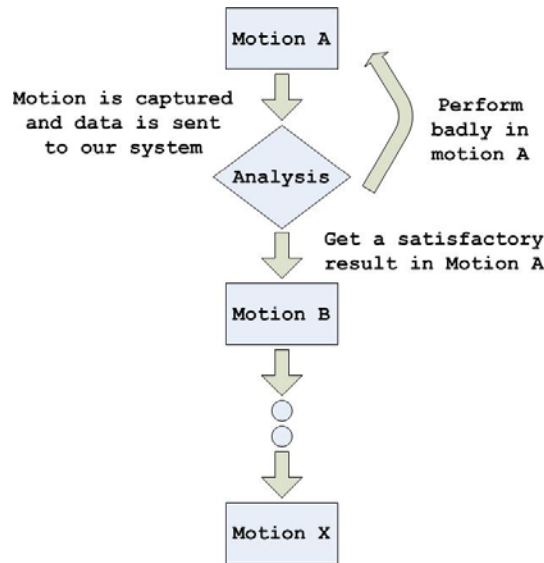 Motion A
Motion is captured
and data is sent
to our system
Perform
badly in
motion A
Analysis
Get a satisfactory
result in Motion A
Motion B
Motion X